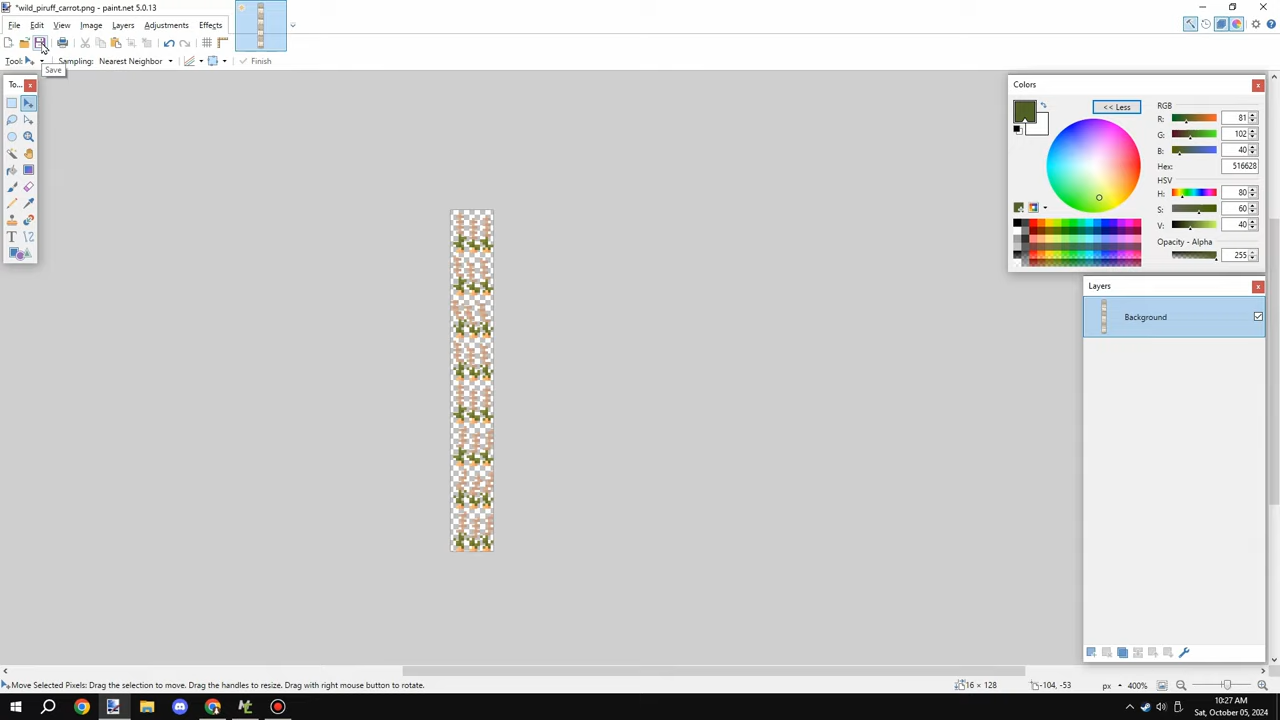 *wild_piruff_carrot.png - paint.net 5.0.13
File Edit View Image Layers Adjustments Effects
Tool: Sampling: Nearest Neighbor Finish
Save
To...
Colors
<< Less
RGB
R: 81
G: 102
B: 40
Hex: 516628
HSV
H: 80
S: 60
V: 40
Opacity - Alpha
255
Layers
Background
Move Selected Pixels: Drag the selection to move. Drag the handles to resize. Drag with right mouse button to rotate.
16 × 128
-104, -53
px
400%
10:27 AM
Sat, October 05, 2024